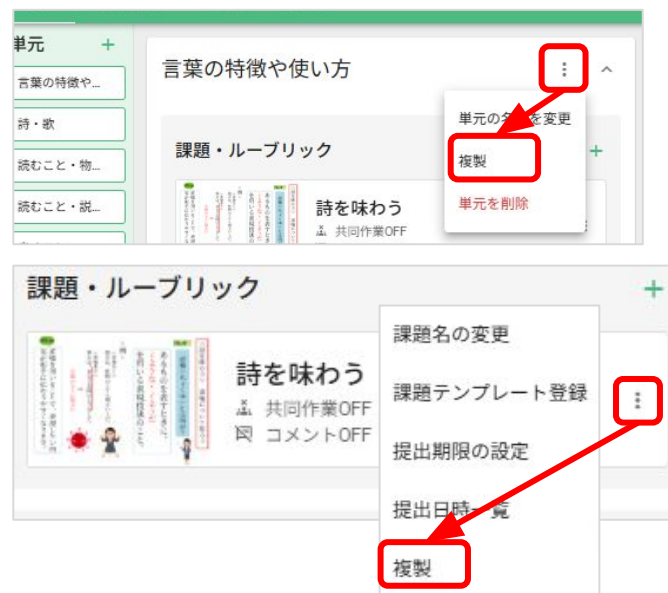 単元 +
言葉の特徴や...
詩・歌
読むこと・物...
読むこと・説...
言葉の特徴や使い方
課題・ルーブリック
+
詩を味わう
共同作業OFF
を変更
複製
単元を削除
課題・ルーブリック
+
詩を味わう
共同作業OFF
コメントOFF
課題名の変更
課題テンプレート登録
提出期限の設定
提出日時一覧
複製